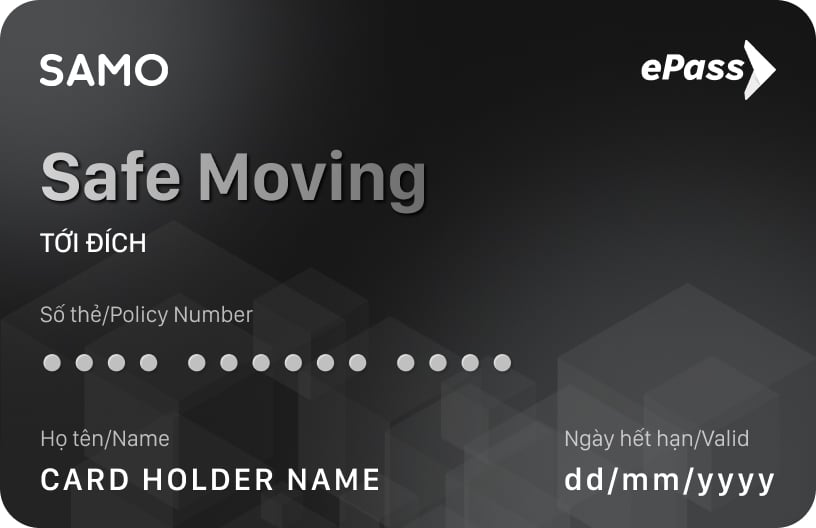 SAMO
ePass
Safe Moving
TỚI ĐÍCH
Số thẻ/Policy Number
•••• •••••• ••••
Họ tên/Name
Ngày hết hạn/Valid
CARD HOLDER NAME
dd/mm/yyyy